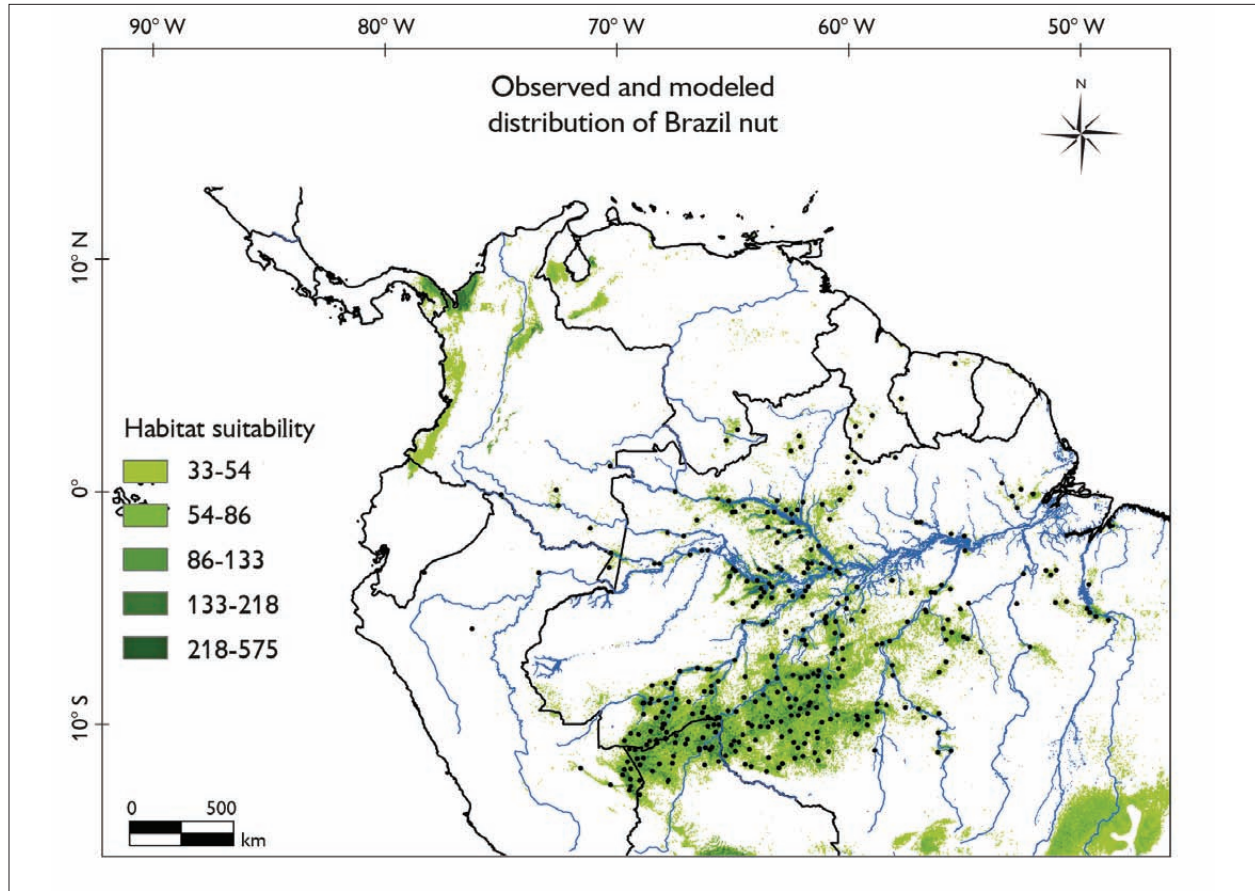 90° W 80° W 70° W 60° W 50° W
Observed and modeled
distribution of Brazil nut
N
10° N
0°
10° S
Habitat suitability
33-54
54-86
86-133
133-218
218-575
0 500
km